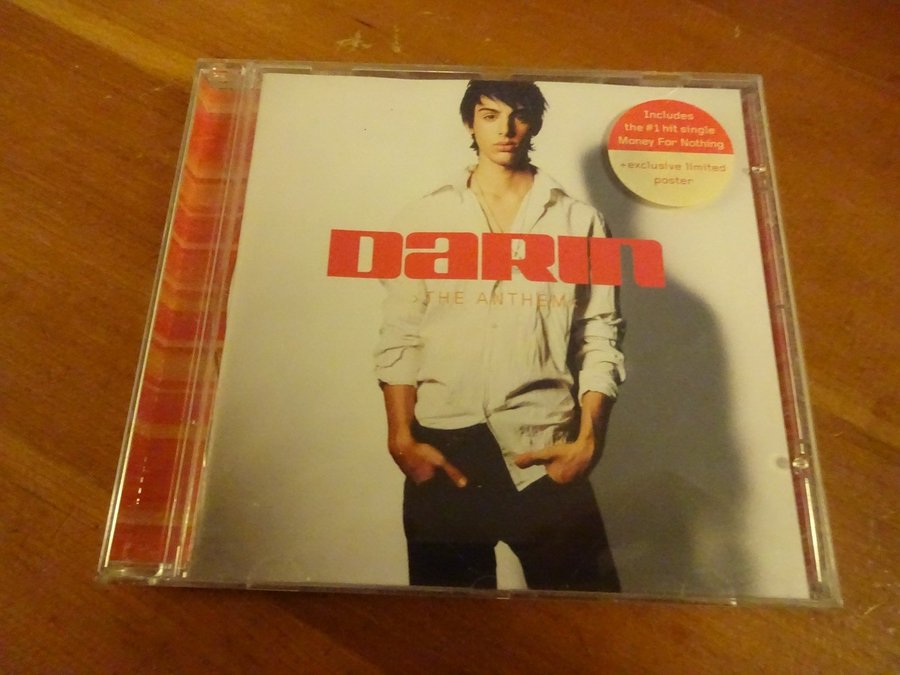 Includes
the #1 hit single
Money For Nothing
+exclusive limited
poster
DARIN
›THE ANTHEM‹